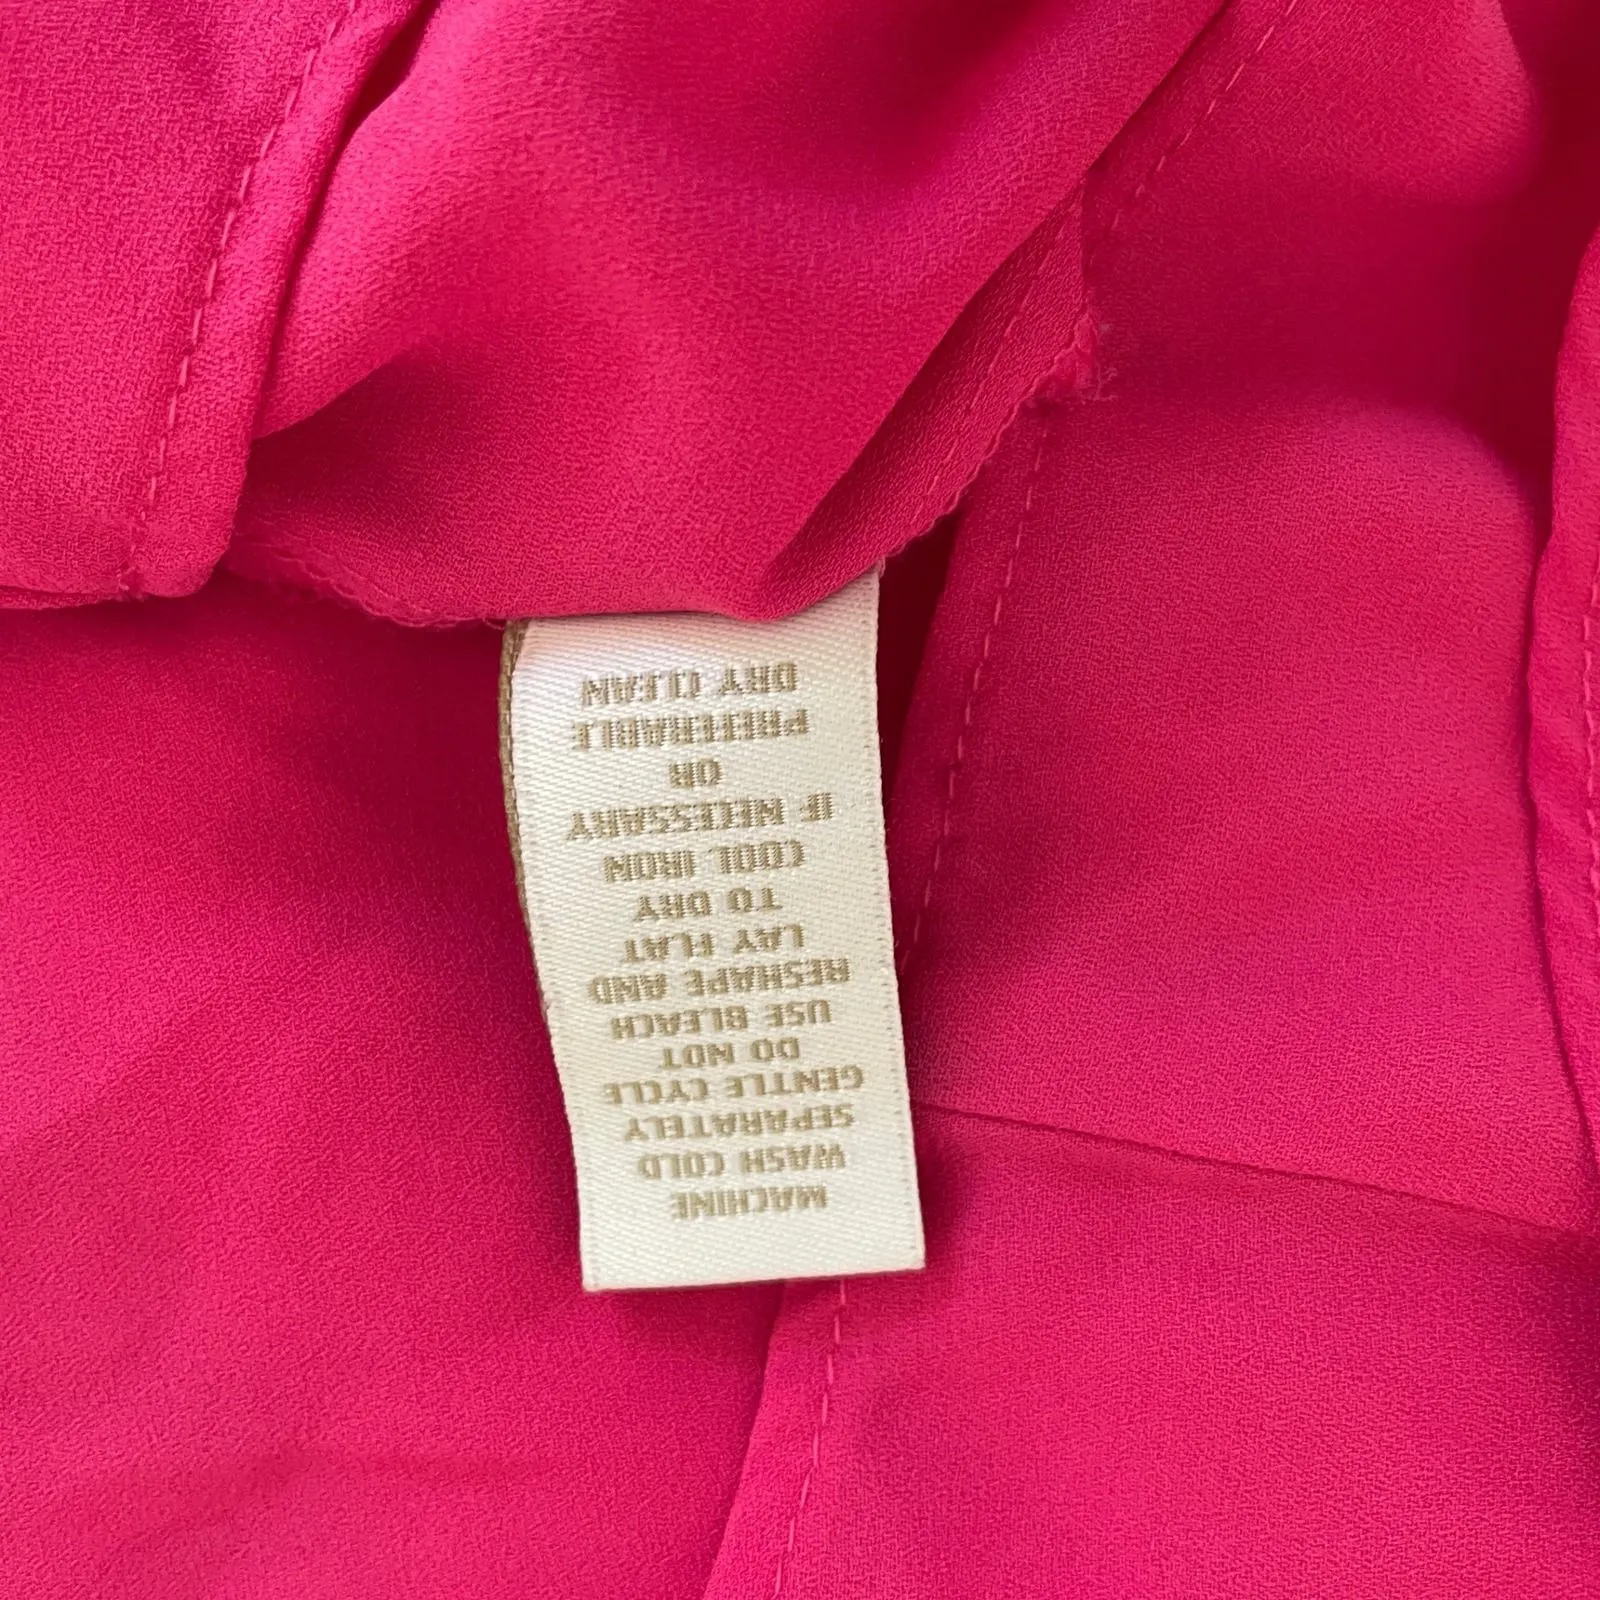 MACHINE
WASH COLD
SEPARATELY
GENTLE CYCLE
DO NOT
USE BLEACH
RESHAPE AND
LAY FLAT
TO DRY
COOL IRON
IF NECESSARY
OR
PREFERABLE
DRY CLEAN